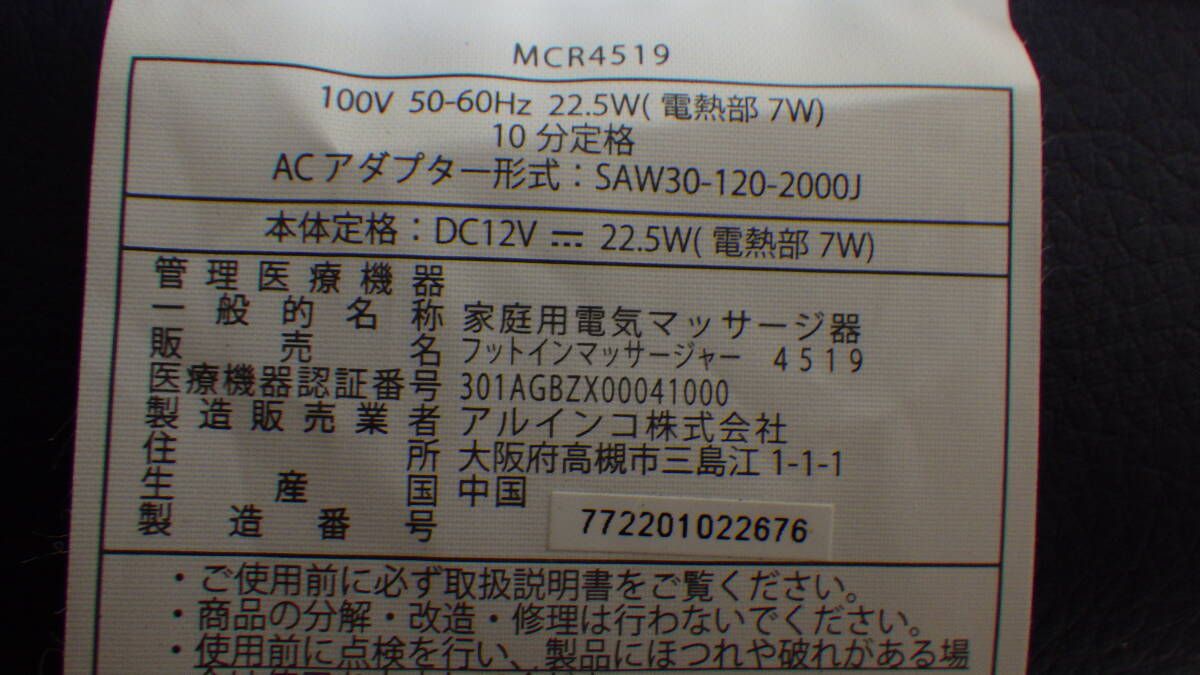 MCR4519
100V 50-60Hz 22.5W(電熱部 7W)
10 分定格
ACアダプター形式：SAW30-120-2000J
本体定格：DC12V ⎓ 22.5W(電熱部 7W)
管理医療機器
一般的名称 家庭用電気マッサージ器
販売名 フットインマッサージャー 4519
医療機器認証番号 301AGBZX00041000
製造販売業者 アルインコ株式会社
住所 大阪府高槻市三島江 1-1-1
生産国 中国
製造番号 772201022676
・ご使用前に必ず取扱説明書をご覧ください。
・商品の分解・改造・修理は行わないでください。
・使用前に点検を行い、製品にほつれや破れがある場